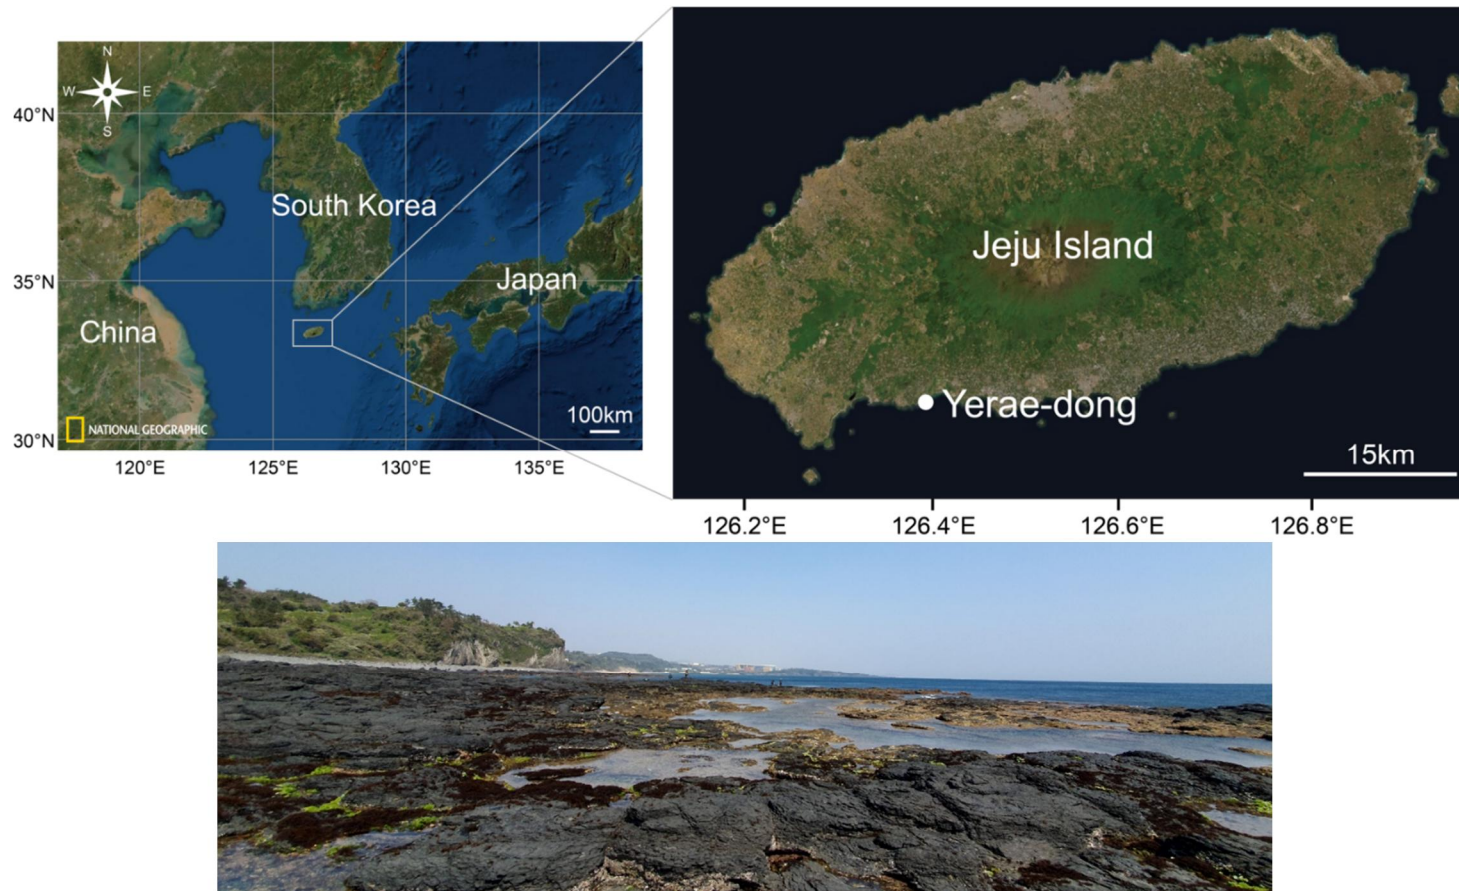 N
W
E
S
40°N
35°N
30°N
South Korea
Japan
China
NATIONAL GEOGRAPHIC
100km
120°E
125°E
130°E
135°E
Jeju Island
Yerae-dong
15km
126.2°E
126.4°E
126.6°E
126.8°E